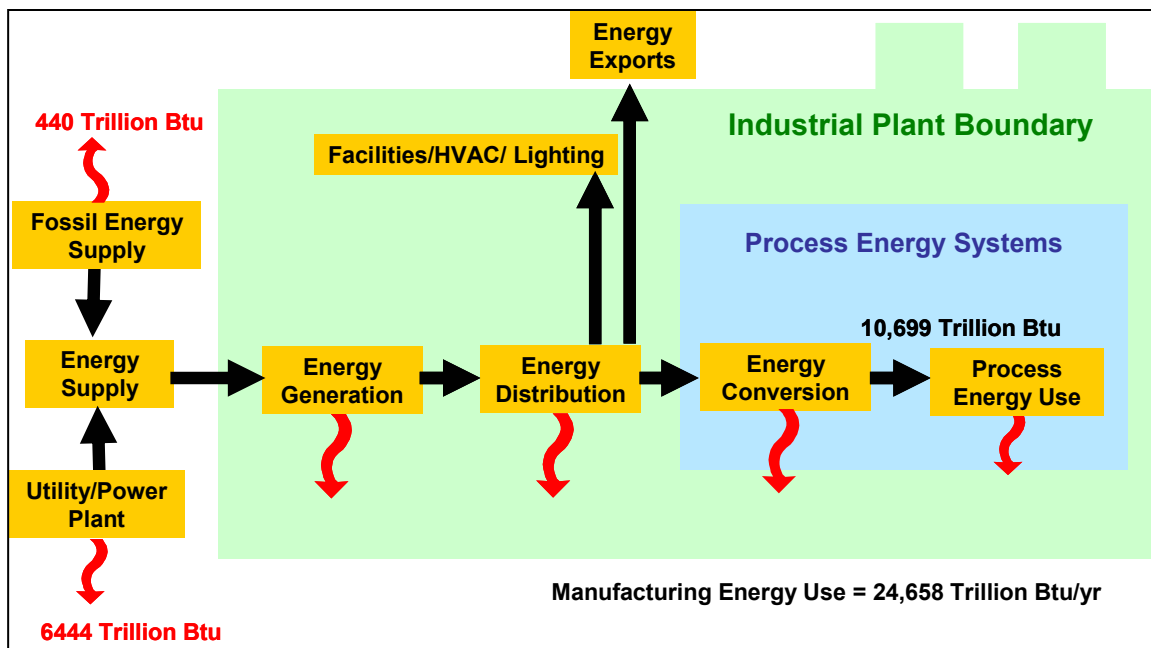 Energy
Exports
440 Trillion Btu
Industrial Plant Boundary
Facilities/HVAC/ Lighting
Fossil Energy
Supply
Process Energy Systems
10,699 Trillion Btu
Energy
Supply
Energy
Generation
Energy
Distribution
Energy
Conversion
Process
Energy Use
Utility/Power
Plant
Manufacturing Energy Use = 24,658 Trillion Btu/yr
6444 Trillion Btu